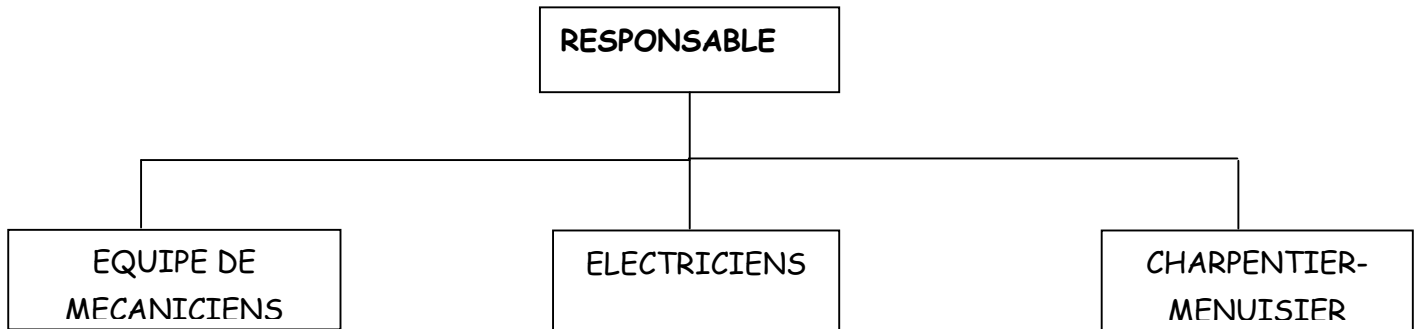 RESPONSABLE
EQUIPE DE
MECANICIENS
ELECTRICIENS
CHARPENTIER-
MENUISIER